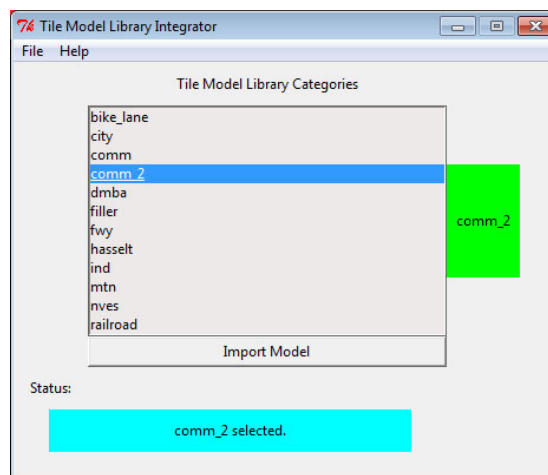 Tile Model Library Integrator
File Help
Tile Model Library Categories
bike_lane
city
comm
comm_2
dmba
filler
fwy
hasselt
ind
mtn
nves
railroad
comm_2
Import Model
Status:
comm_2 selected.